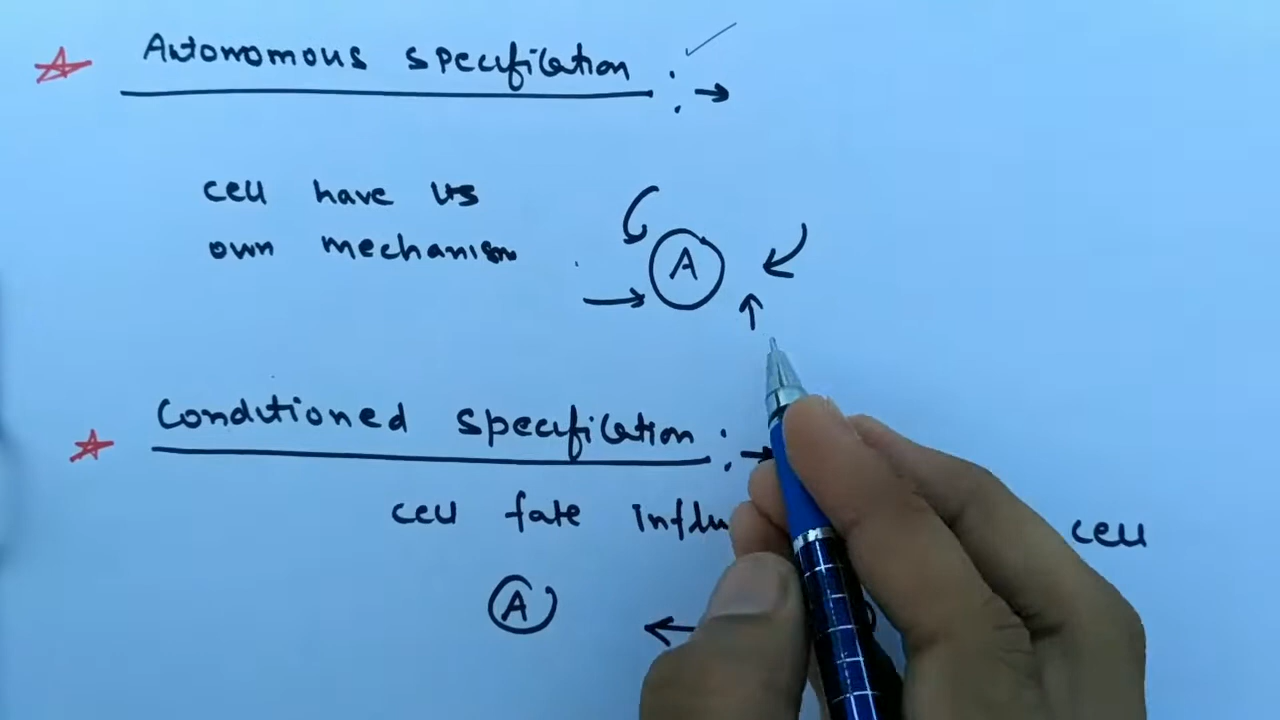 Autonomous specification :→
cell have its
own mechanism
A
Conditioned specification :→
cell fate cell
A